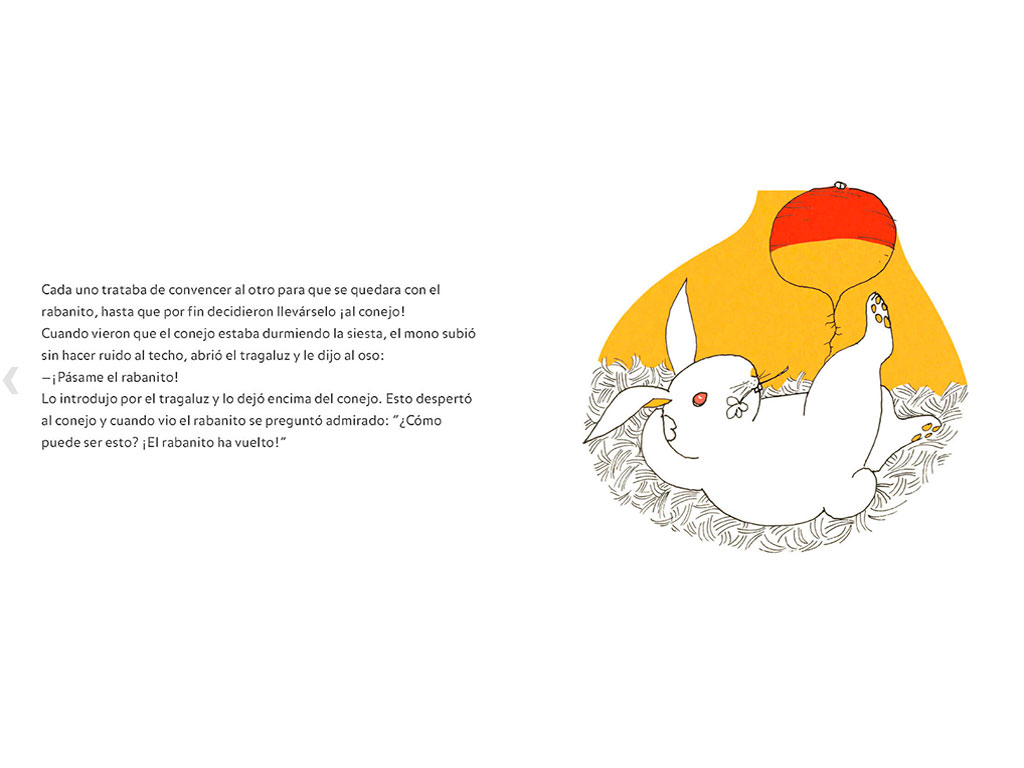 Cada uno trataba de convencer al otro para que se quedara con el
rabanito, hasta que por fin decidieron llevárselo ¡al conejo!
Cuando vieron que el conejo estaba durmiendo la siesta, el mono subió
sin hacer ruido al techo, abrió el tragaluz y le dijo al oso:
—¡Pásame el rabanito!
Lo introdujo por el tragaluz y lo dejó encima del conejo. Esto despertó
al conejo y cuando vio el rabanito se preguntó admirado: "¿Cómo
puede ser esto? ¡El rabanito ha vuelto!"